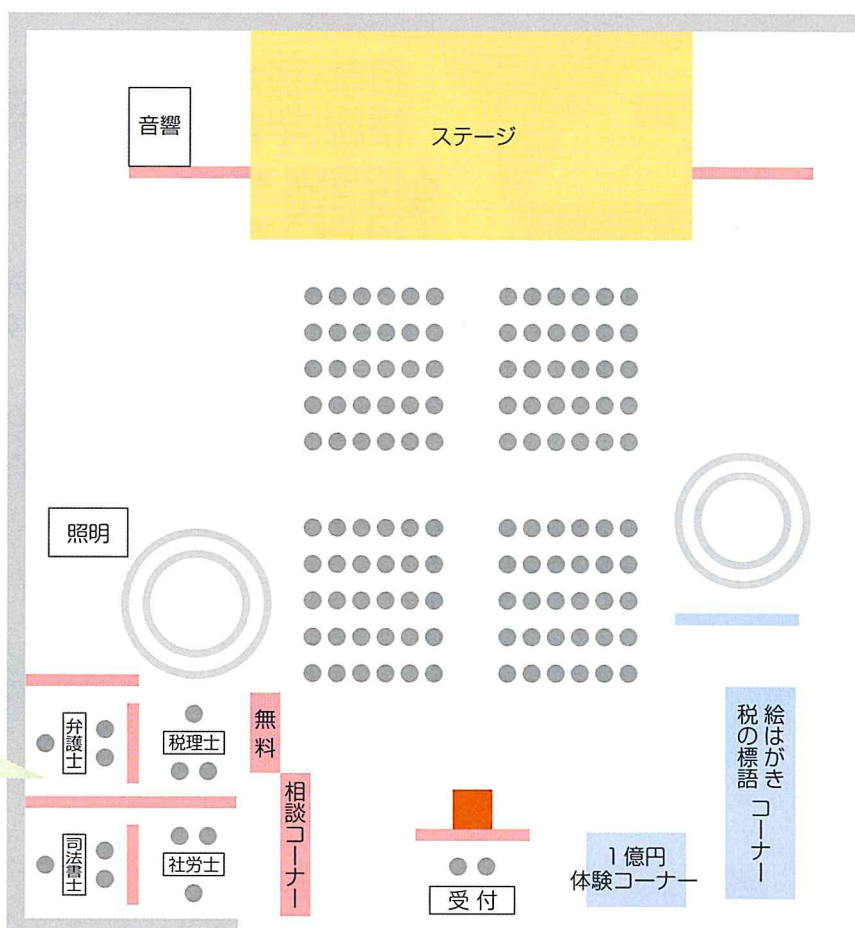 音響
ステージ
照明
弁護士
税理士
無料
相談コーナー
司法書士
社労士
受付
1億円
体験コーナー
絵はがき
税の標語
コーナー